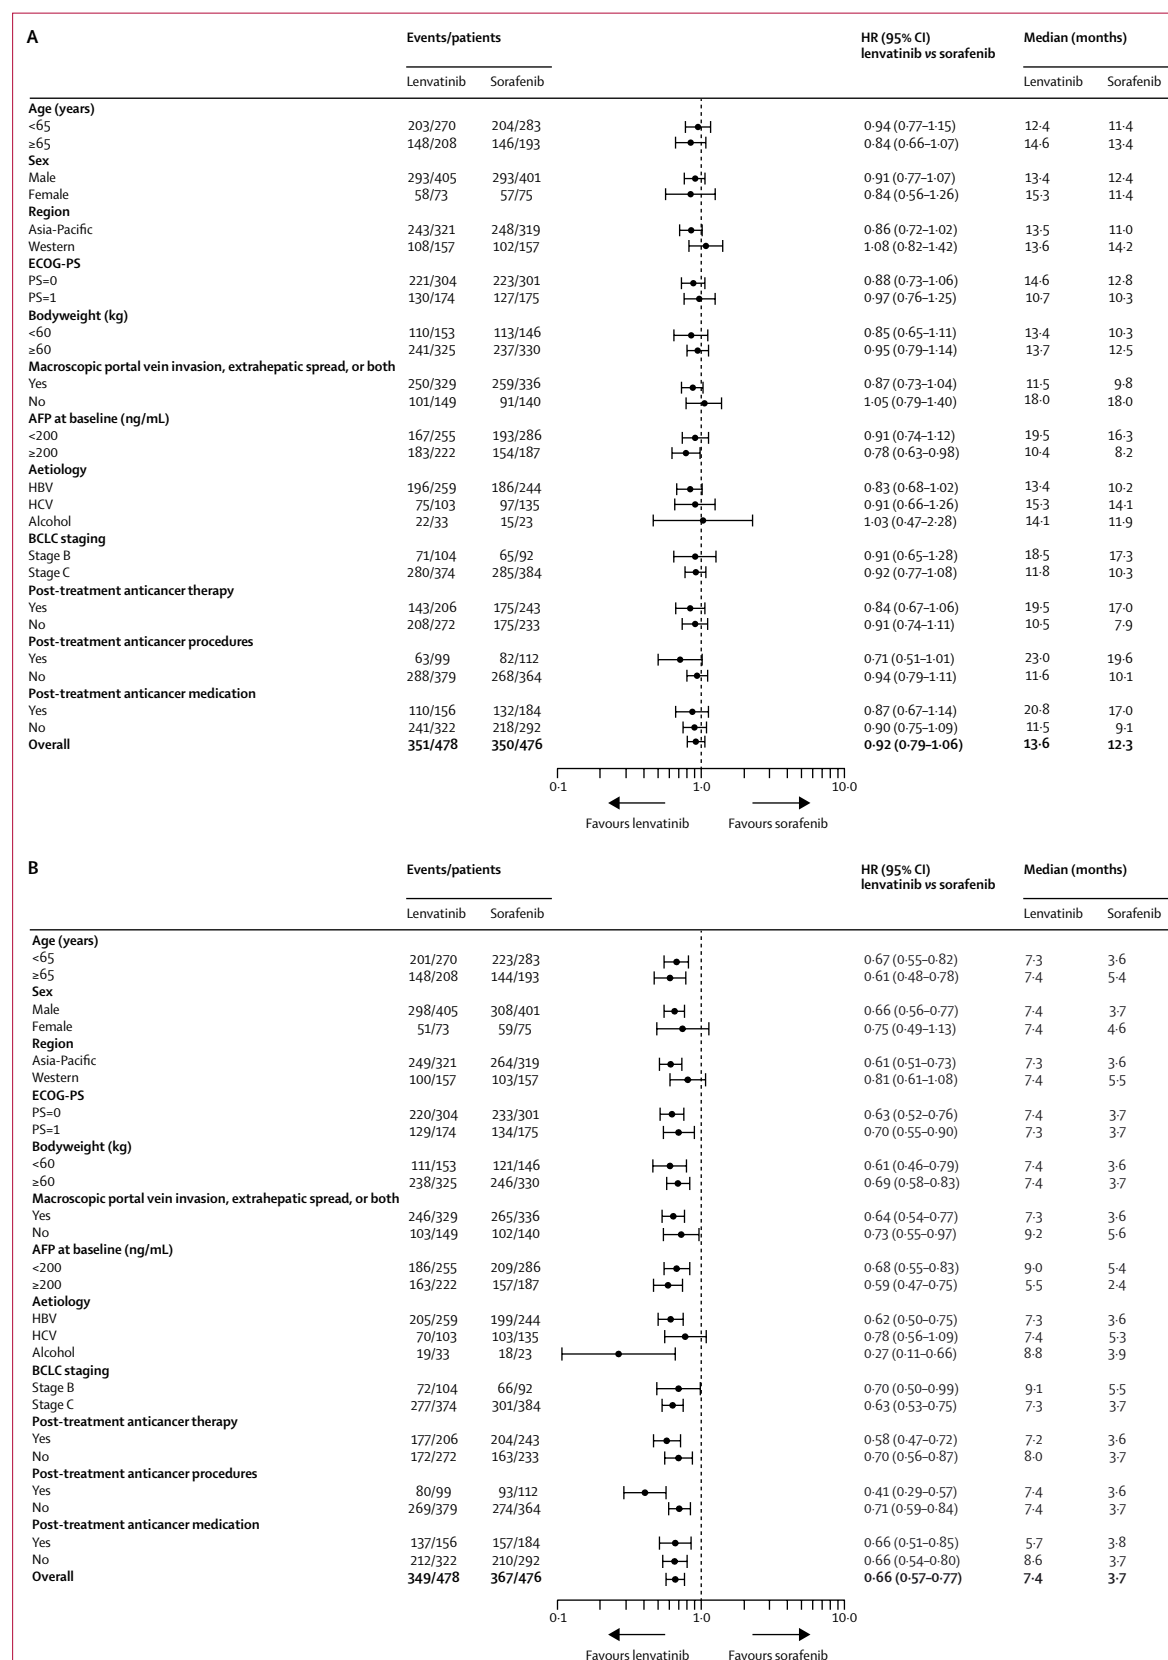 A Events/patients HR (95% CI) Median (months)
lenvatinib vs sorafenib
Lenvatinib Sorafenib Lenvatinib Sorafenib
Age (years)
<65 203/270 204/283 0·94 (0·77–1·15) 12·4 11·4
≥65 148/208 146/193 0·84 (0·66–1·07) 14·6 13·4
Sex
Male 293/405 293/401 0·91 (0·77–1·07) 13·4 12·4
Female 58/73 57/75 0·84 (0·56–1·26) 15·3 11·4
Region
Asia-Pacific 243/321 248/319 0·86 (0·72–1·02) 13·5 11·0
Western 108/157 102/157 1·08 (0·82–1·42) 13·6 14·2
ECOG-PS
PS=0 221/304 223/301 0·88 (0·73–1·06) 14·6 12·8
PS=1 130/174 127/175 0·97 (0·76–1·25) 10·7 10·3
Bodyweight (kg)
<60 110/153 113/146 0·85 (0·65–1·11) 13·4 10·3
≥60 241/325 237/330 0·95 (0·79–1·14) 13·7 12·5
Macroscopic portal vein invasion, extrahepatic spread, or both
Yes 250/329 259/336 0·87 (0·73–1·04) 11·5 9·8
No 101/149 91/140 1·05 (0·79–1·40) 18·0 18·0
AFP at baseline (ng/mL)
<200 167/255 193/286 0·91 (0·74–1·12) 19·5 16·3
≥200 183/222 154/187 0·78 (0·63–0·98) 10·4 8·2
Aetiology
HBV 196/259 186/244 0·83 (0·68–1·02) 13·4 10·2
HCV 75/103 97/135 0·91 (0·66–1·26) 15·3 14·1
Alcohol 22/33 15/23 1·03 (0·47–2·28) 14·1 11·9
BCLC staging
Stage B 71/104 65/92 0·91 (0·65–1·28) 18·5 17·3
Stage C 280/374 285/384 0·92 (0·77–1·08) 11·8 10·3
Post-treatment anticancer therapy
Yes 143/206 175/243 0·84 (0·67–1·06) 19·5 17·0
No 208/272 175/233 0·91 (0·74–1·11) 10·5 7·9
Post-treatment anticancer procedures
Yes 63/99 82/112 0·71 (0·51–1·01) 23·0 19·6
No 288/379 268/364 0·94 (0·79–1·11) 11·6 10·1
Post-treatment anticancer medication
Yes 110/156 132/184 0·87 (0·67–1·14) 20·8 17·0
No 241/322 218/292 0·90 (0·75–1·09) 11·5 9·1
Overall 351/478 350/476 0·92 (0·79–1·06) 13·6 12·3
0·1 1·0 10·0
Favours lenvatinib Favours sorafenib
B Events/patients HR (95% CI) Median (months)
lenvatinib vs sorafenib
Lenvatinib Sorafenib Lenvatinib Sorafenib
Age (years)
<65 201/270 223/283 0·67 (0·55–0·82) 7·3 3·6
≥65 148/208 144/193 0·61 (0·48–0·78) 7·4 5·4
Sex
Male 298/405 308/401 0·66 (0·56–0·77) 7·4 3·7
Female 51/73 59/75 0·75 (0·49–1·13) 7·4 4·6
Region
Asia-Pacific 249/321 264/319 0·61 (0·51–0·73) 7·3 3·6
Western 100/157 103/157 0·81 (0·61–1·08) 7·4 5·5
ECOG-PS
PS=0 220/304 233/301 0·63 (0·52–0·76) 7·4 3·7
PS=1 129/174 134/175 0·70 (0·55–0·90) 7·3 3·7
Bodyweight (kg)
<60 111/153 121/146 0·61 (0·46–0·79) 7·4 3·6
≥60 238/325 246/330 0·69 (0·58–0·83) 7·4 3·7
Macroscopic portal vein invasion, extrahepatic spread, or both
Yes 246/329 265/336 0·64 (0·54–0·77) 7·3 3·6
No 103/149 102/140 0·73 (0·55–0·97) 9·2 5·6
AFP at baseline (ng/mL)
<200 186/255 209/286 0·68 (0·55–0·83) 9·0 5·4
≥200 163/222 157/187 0·59 (0·47–0·75) 5·5 2·4
Aetiology
HBV 205/259 199/244 0·62 (0·50–0·75) 7·3 3·6
HCV 70/103 103/135 0·78 (0·56–1·09) 7·4 5·3
Alcohol 19/33 18/23 0·27 (0·11–0·66) 8·8 3·9
BCLC staging
Stage B 72/104 66/92 0·70 (0·50–0·99) 9·1 5·5
Stage C 277/374 301/384 0·63 (0·53–0·75) 7·3 3·7
Post-treatment anticancer therapy
Yes 177/206 204/243 0·58 (0·47–0·72) 7·2 3·6
No 172/272 163/233 0·70 (0·56–0·87) 8·0 3·7
Post-treatment anticancer procedures
Yes 80/99 93/112 0·41 (0·29–0·57) 7·4 3·6
No 269/379 274/364 0·71 (0·59–0·84) 7·4 3·7
Post-treatment anticancer medication
Yes 137/156 157/184 0·66 (0·51–0·85) 5·7 3·8
No 212/322 210/292 0·66 (0·54–0·80) 8·6 3·7
Overall 349/478 367/476 0·66 (0·57–0·77) 7·4 3·7
0·1 1·0 10·0
Favours lenvatinib Favours sorafenib